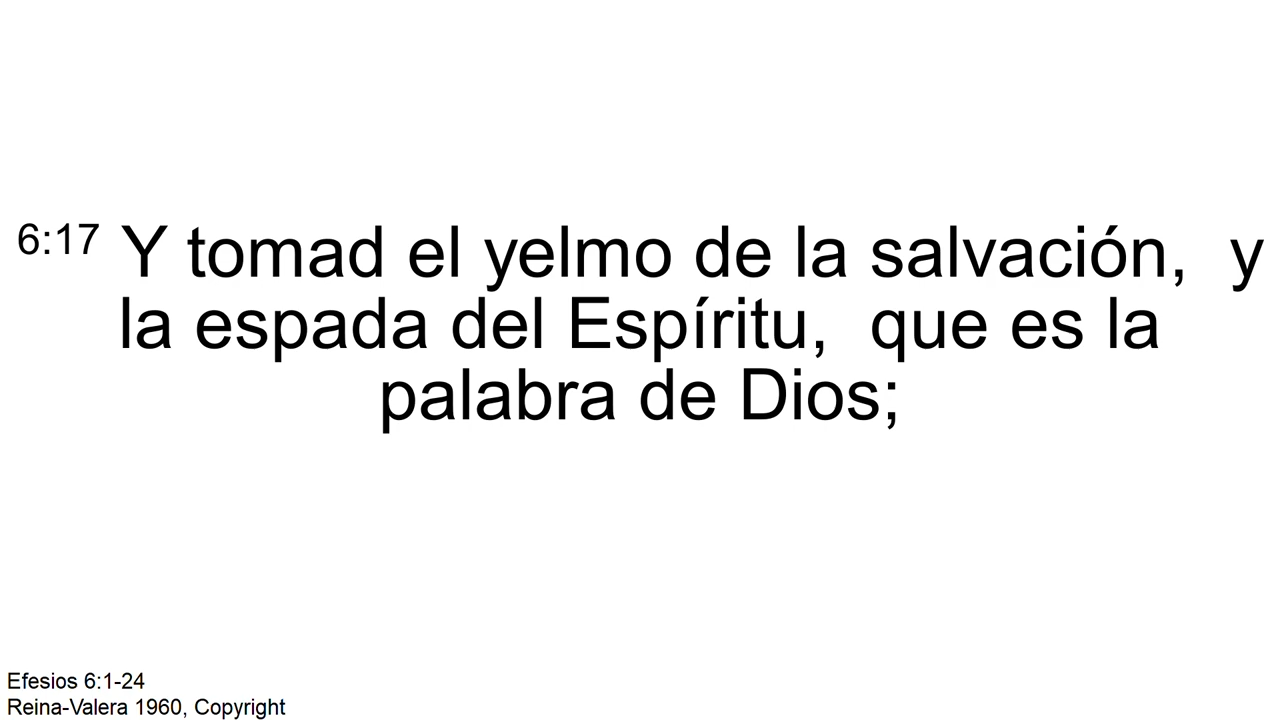 6:17 Y tomad el yelmo de la salvación,  y
la espada del Espíritu,  que es la
palabra de Dios;
Efesios 6:1-24
Reina-Valera 1960, Copyright